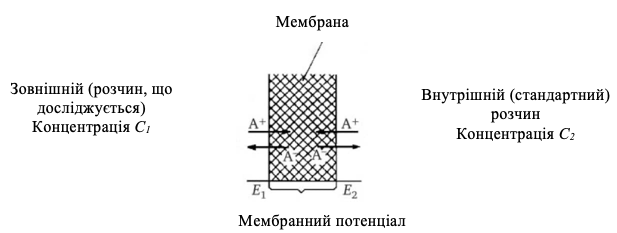 Мембрана
Зовнішній (розчин, що
досліджується)
Концентрація C1
Внутрішній (стандартний)
розчин
Концентрація C2
A+ A+
A- A-
E1 E2
Мембранний потенціал